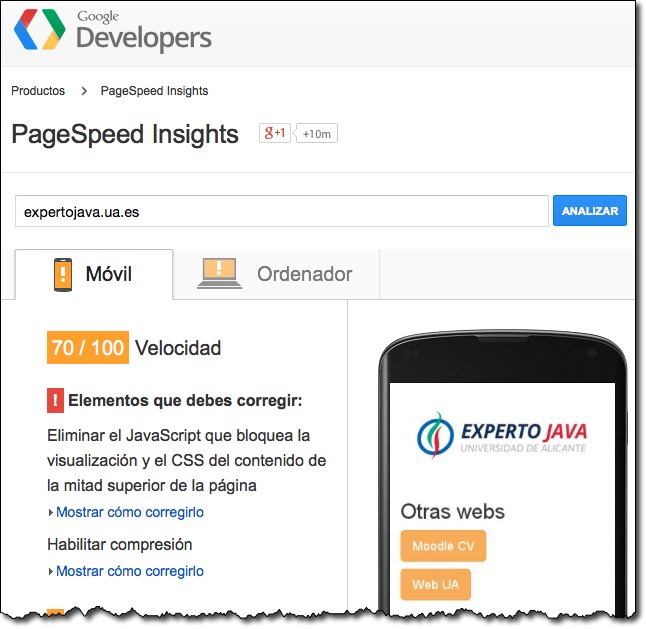 Google
Developers
Productos > PageSpeed Insights
PageSpeed Insights
g+1
+10m
expertojava.ua.es
ANALIZAR
! Móvil
! Ordenador
70 / 100 Velocidad
! Elementos que debes corregir:
Eliminar el JavaScript que bloquea la
visualización y el CSS del contenido de
la mitad superior de la página
Mostrar cómo corregirlo
Habilitar compresión
Mostrar cómo corregirlo
EXPERTO JAVA
UNIVERSIDAD DE ALICANTE
Otras webs
Moodle CV
Web UA